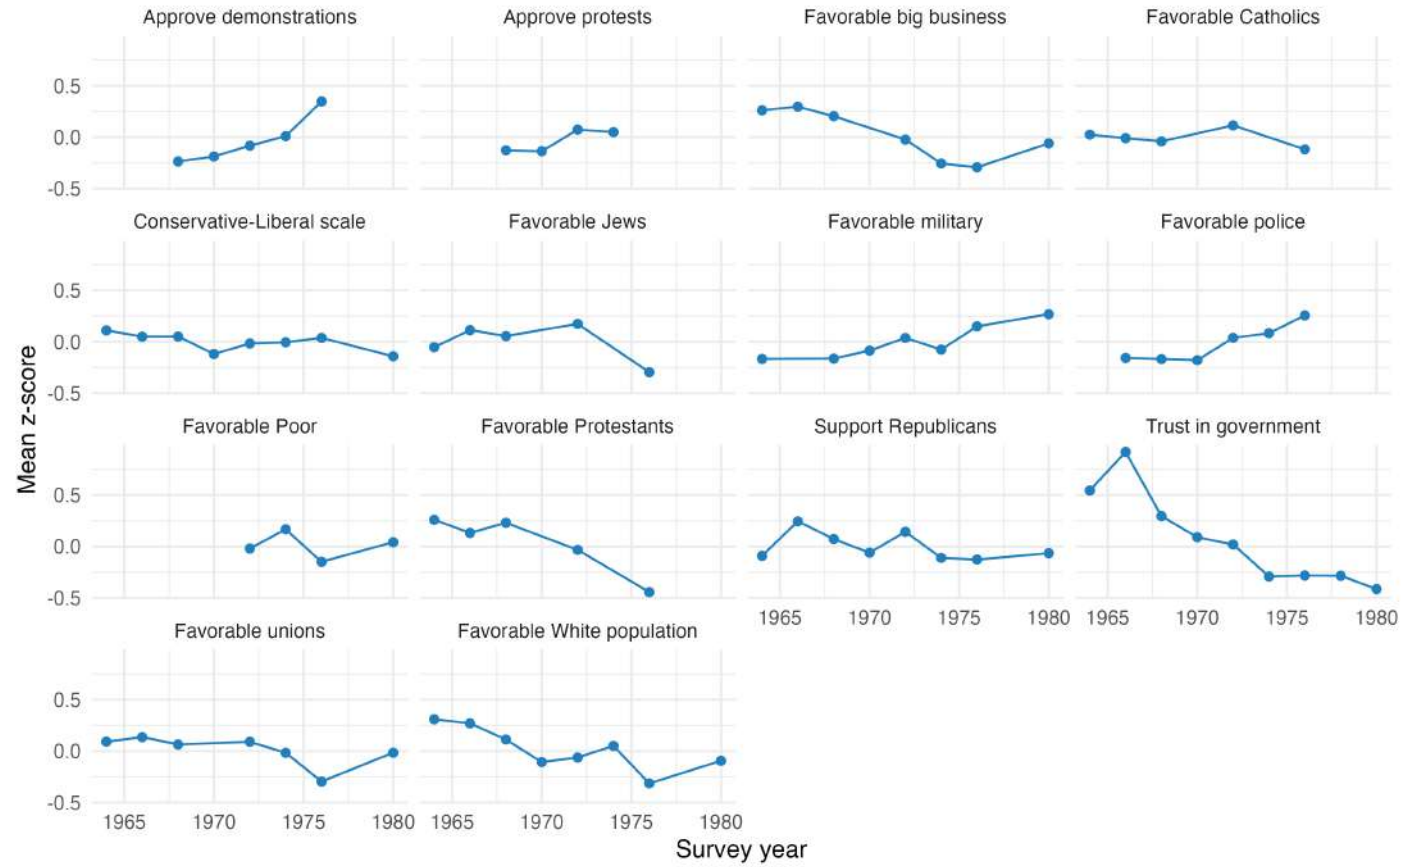 Approve demonstrations
Approve protests
Favorable big business
Favorable Catholics
0.5
0.0
-0.5
Conservative-Liberal scale
Favorable Jews
Favorable military
Favorable police
0.5
0.0
-0.5
Mean z-score
Favorable Poor
Favorable Protestants
Support Republicans
Trust in government
0.5
0.0
-0.5
1965 1970 1975 1980
1965 1970 1975 1980
Favorable unions
Favorable White population
0.5
0.0
-0.5
1965 1970 1975 1980
1965 1970 1975 1980
Survey year